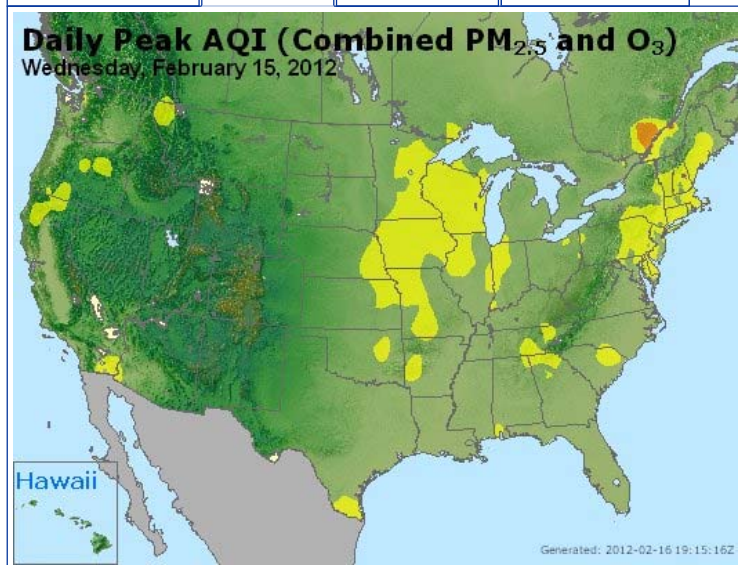 Daily Peak AQI (Combined PM2.5 and O3)
Wednesday, February 15, 2012
Hawaii
Generated: 2012-02-16 19:15:16Z